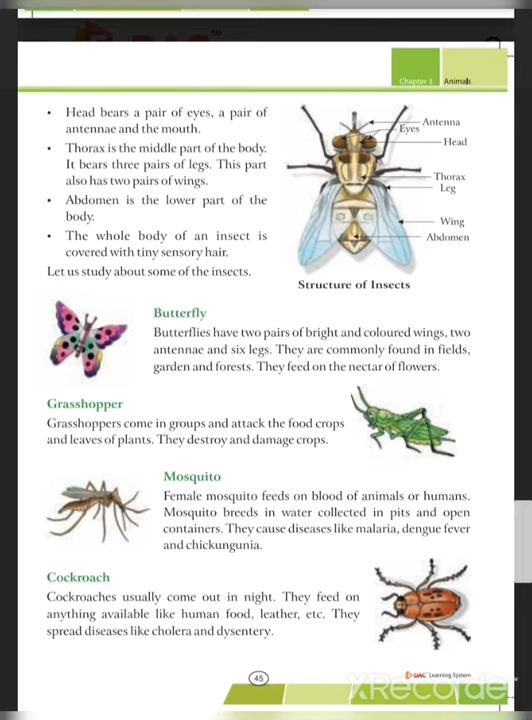 Chapter 3 Animals
• Head bears a pair of eyes, a pair of
antennae and the mouth.
• Thorax is the middle part of the body.
It bears three pairs of legs. This part
also has two pairs of wings.
• Abdomen is the lower part of the
body.
• The whole body of an insect is
covered with tiny sensory hair.
Let us study about some of the insects.
Antenna
Eyes
Head
Thorax
Leg
Wing
Abdomen
Structure of Insects
Butterfly
Butterflies have two pairs of bright and coloured wings, two
antennae and six legs. They are commonly found in fields,
garden and forests. They feed on the nectar of flowers.
Grasshopper
Grasshoppers come in groups and attack the food crops
and leaves of plants. They destroy and damage crops.
Mosquito
Female mosquito feeds on blood of animals or humans.
Mosquito breeds in water collected in pits and open
containers. They cause diseases like malaria, dengue fever
and chickungunia.
Cockroach
Cockroaches usually come out in night. They feed on
anything available like human food, leather, etc. They
spread diseases like cholera and dysentery.
45
Learning System
XRecorder